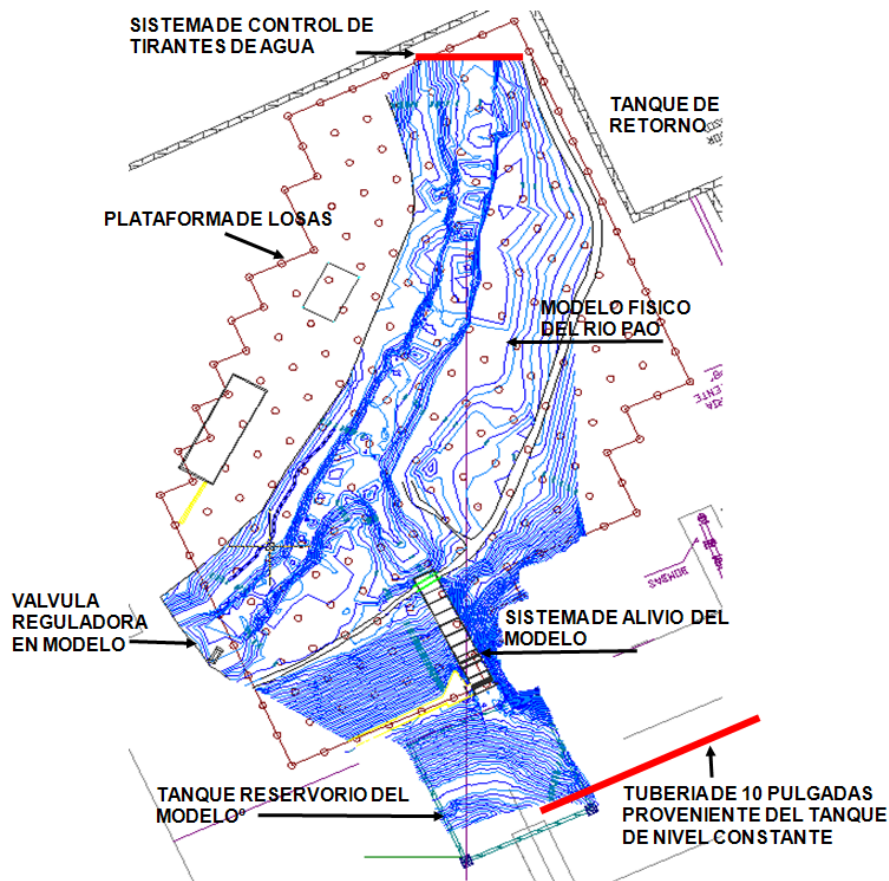 SISTEMA DE CONTROL DE
TIRANTES DE AGUA
TANQUE DE
RETORNO
PLATAFORMA DE LOSAS
MODELO FISICO
DEL RIO PAO
BOMBAS
VALVULA
REGULADORA
EN MODELO
SISTEMA DE ALIVIO DEL
MODELO
TANQUE RESERVORIO DEL
MODELO⁰
TUBERIA DE 10 PULGADAS
PROVENIENTE DEL TANQUE
DE NIVEL CONSTANTE